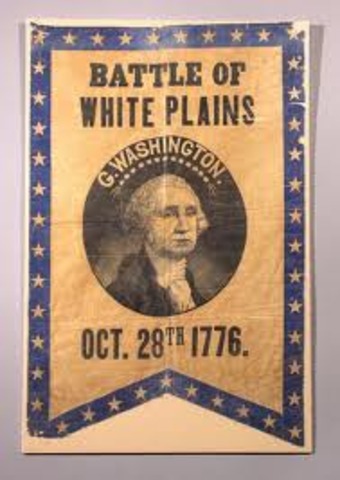 BATTLE OF
WHITE PLAINS
G. WASHINGTON.
OCT. 28TH 1776.